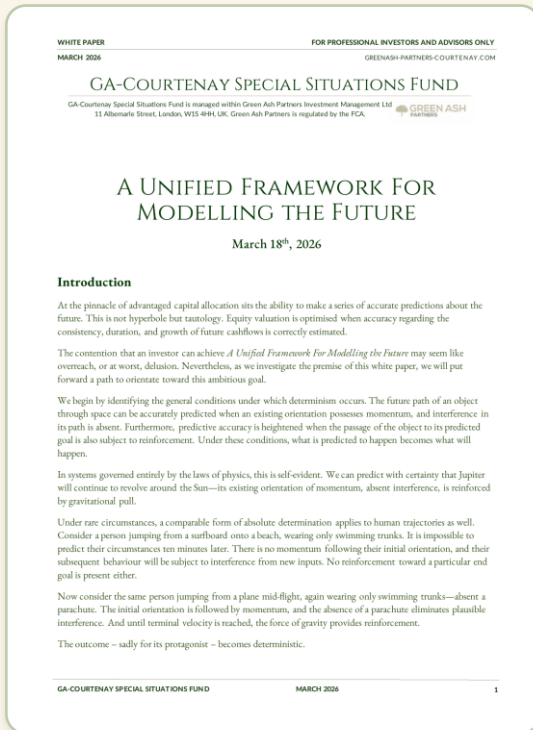 WHITE PAPER
FOR PROFESSIONAL INVESTORS AND ADVISORS ONLY
MARCH 2026
GREENASH-PARTNERS-COURTENAY.COM
GA-Courtenay Special Situations Fund
GA-Courtenay Special Situations Fund is managed within Green Ash Partners Investment Management Ltd
11 Albemarle Street, London, W1S 4HH, UK. Green Ash Partners is regulated by the FCA.
GREEN ASH
PARTNERS
A Unified Framework For
Modelling the Future
March 18th, 2026
Introduction
At the pinnacle of advantaged capital allocation sits the ability to make a series of accurate predictions about the
future. This is not hyperbole but tautology. Equity valuation is optimised when accuracy regarding the
consistency, duration, and growth of future cashflows is correctly estimated.
The contention that an investor can achieve A Unified Framework For Modelling the Future may seem like
overreach, or at worst, delusion. Nevertheless, as we investigate the premise of this white paper, we will put
forward a path to orientate toward this ambitious goal.
We begin by identifying the general conditions under which determinism occurs. The future path of an object
through space can be accurately predicted when an existing orientation possesses momentum, and interference in
its path is absent. Furthermore, predictive accuracy is heightened when the passage of the object to its predicted
goal is also subject to reinforcement. Under these conditions, what is predicted to happen becomes what will
happen.
In systems governed entirely by the laws of physics, this is self-evident. We can predict with certainty that Jupiter
will continue to revolve around the Sun—its existing orientation of momentum, absent interference, is reinforced
by gravitational pull.
Under rare circumstances, a comparable form of absolute determination applies to human trajectories as well.
Consider a person jumping from a surfboard onto a beach, wearing only swimming trunks. It is impossible to
predict their circumstances ten minutes later. There is no momentum following their initial orientation, and their
subsequent behaviour will be subject to interference from new inputs. No reinforcement toward a particular end
goal is present either.
Now consider the same person jumping from a plane mid-flight, again wearing only swimming trunks—absent a
parachute. The initial orientation is followed by momentum, and the absence of a parachute eliminates plausible
interference. And until terminal velocity is reached, the force of gravity provides reinforcement.
The outcome – sadly for its protagonist – becomes deterministic.
GA-COURTENAY SPECIAL SITUATIONS FUND
MARCH 2026
1